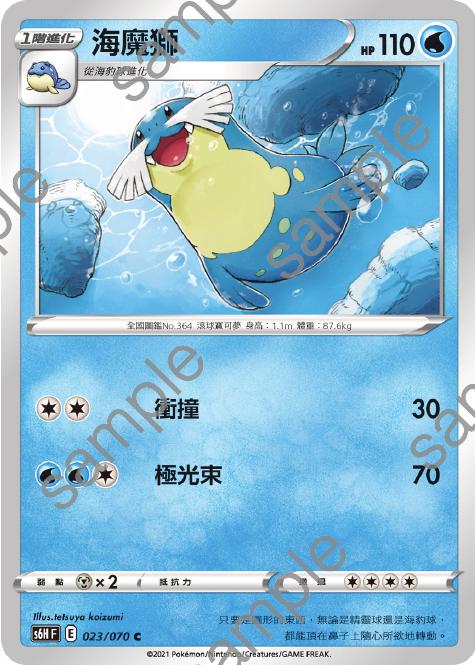 1階進化
海魔獅
HP 110
從海豹球進化
全國圖鑑No.364 滾球寶可夢 身高：1.1m 體重：87.6kg
衝撞 30
極光束 70
弱點 ×2 抵抗力 撤退
Illus.tetsuya koizumi
只要是圓形的東西，無論是精靈球還是海豹球，
都能頂在鼻子上隨心所欲地轉動。
s6H F E 023/070 C
©2021 Pokémon/Nintendo/Creatures/GAME FREAK.
sample
sample
sample
sample
sample
sample
sample
sample